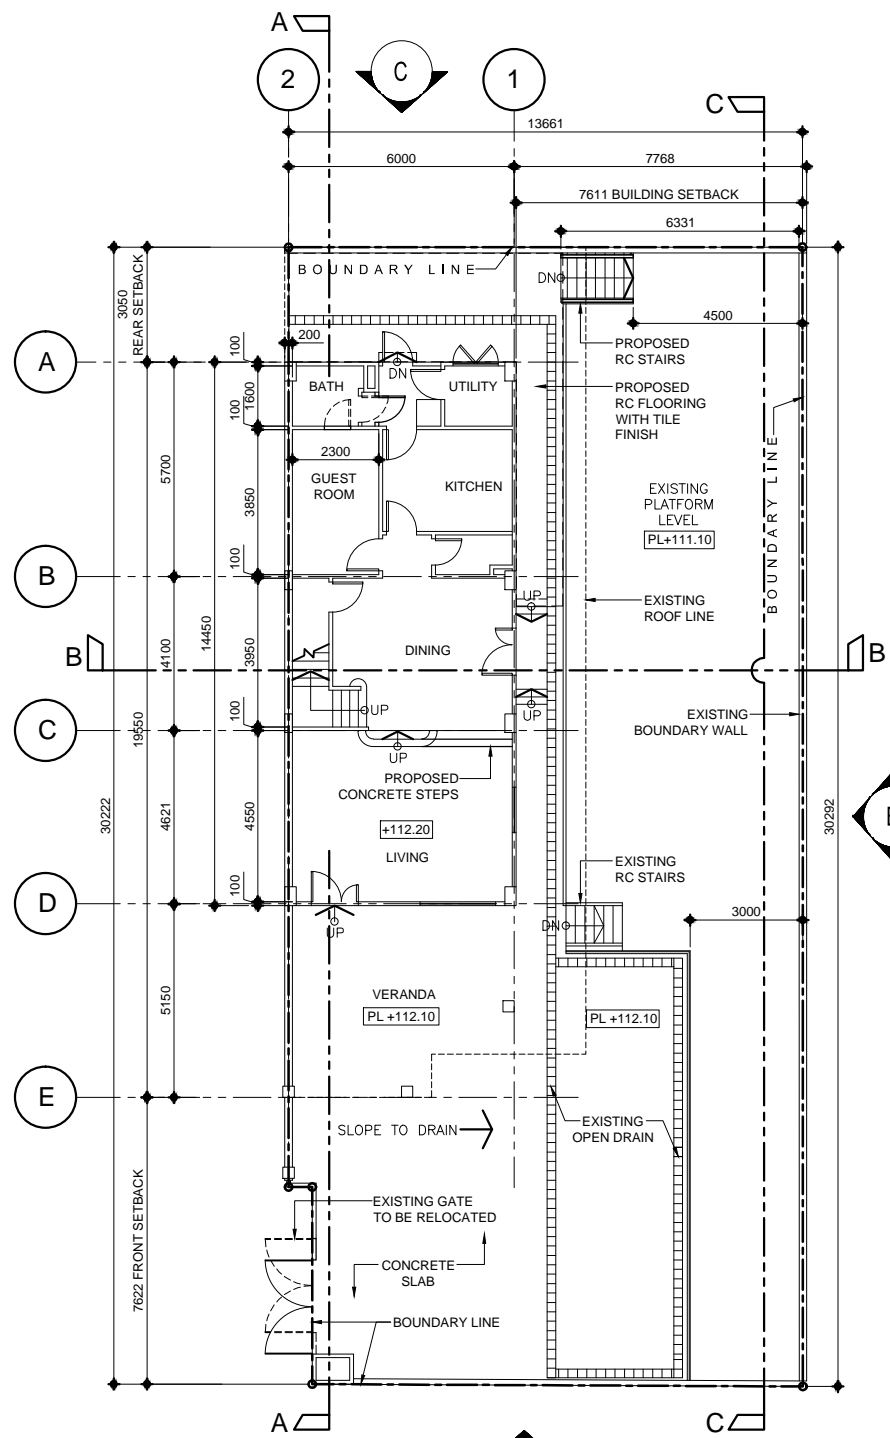 A
2
C
1
C
13661
6000
7768
7611 BUILDING SETBACK
6331
BOUNDARY LINE
DN
3050
REAR SETBACK
200
4500
100
A
PROPOSED
RC STAIRS
BATH
DN
UTILITY
PROPOSED
RC FLOORING
WITH TILE
FINISH
1600
100
2300
GUEST
ROOM
KITCHEN
5700
3850
EXISTING
PLATFORM
LEVEL
PL+111.10
BOUNDARY LINE
100
B
UP
EXISTING
ROOF LINE
14450
4100
3950
DINING
B
B
UP
UP
100
C
EXISTING
BOUNDARY WALL
UP
19550
PROPOSED
CONCRETE STEPS
30222
4621
4550
+112.20
LIVING
30292
EXISTING
RC STAIRS
100
D
UP
DN
3000
5150
VERANDA
PL +112.10
PL +112.10
E
SLOPE TO DRAIN
EXISTING
OPEN DRAIN
7622 FRONT SETBACK
EXISTING GATE
TO BE RELOCATED
CONCRETE
SLAB
BOUNDARY LINE
A
C